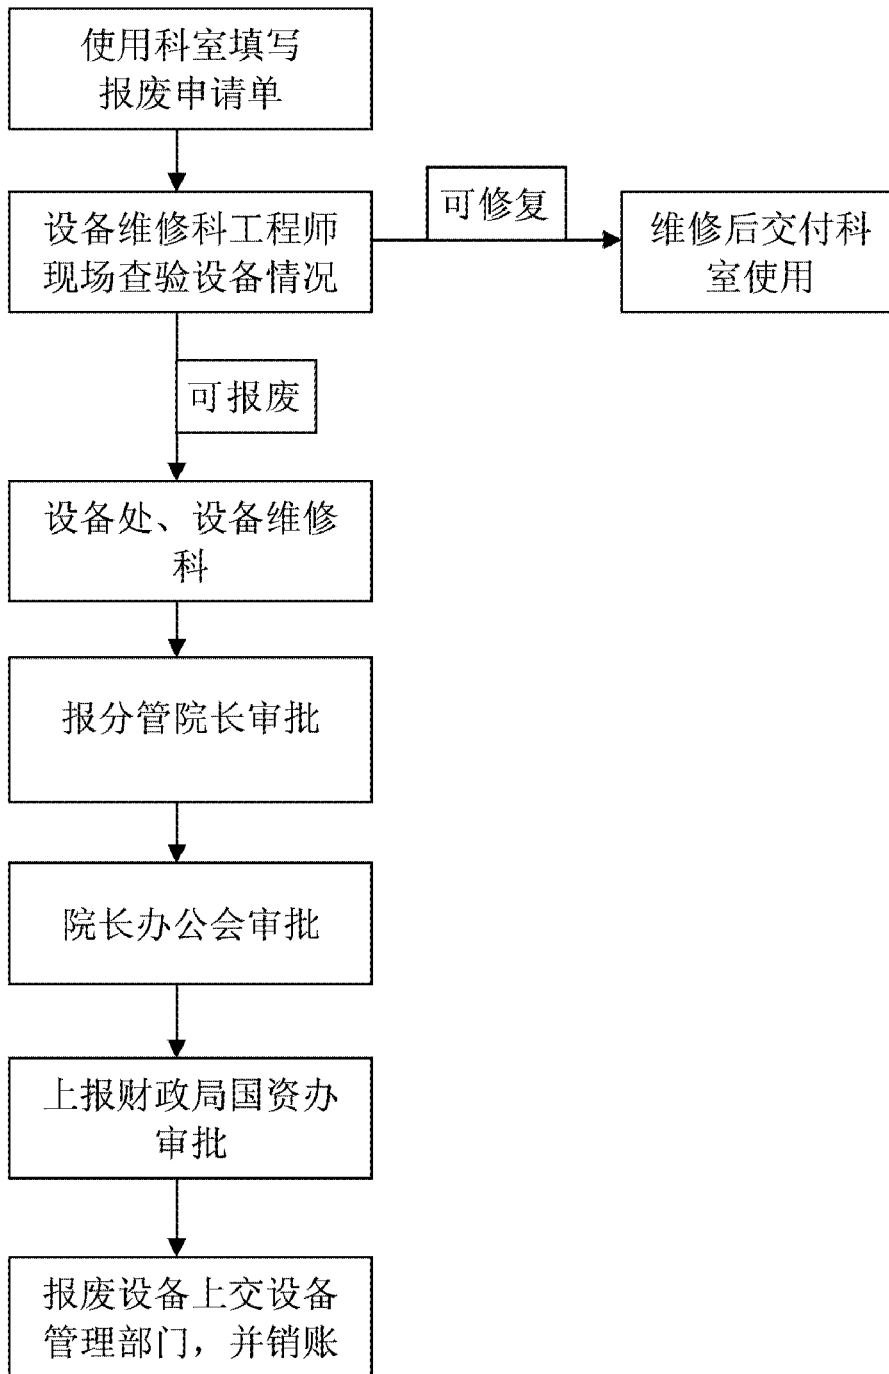 使用科室填写
报废申请单
设备维修科工程师
现场查验设备情况
可修复
维修后交付科
室使用
可报废
设备处、设备维修
科
报分管院长审批
院长办公会审批
上报财政局国资办
审批
报废设备上交设备
管理部门，并销账